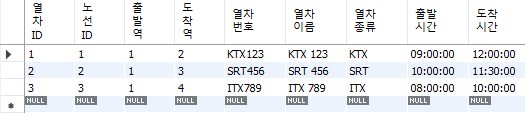 열차ID 노선ID 출발역 도착역 열차번호 열차이름 열차종류 출발시간 도착시간
1 1 1 2 KTX123 KTX 123 KTX 09:00:00 12:00:00
2 2 1 3 SRT456 SRT 456 SRT 10:00:00 11:30:00
3 3 1 4 ITX789 ITX 789 ITX 08:00:00 10:00:00
NULL NULL NULL NULL NULL NULL NULL NULL NULL